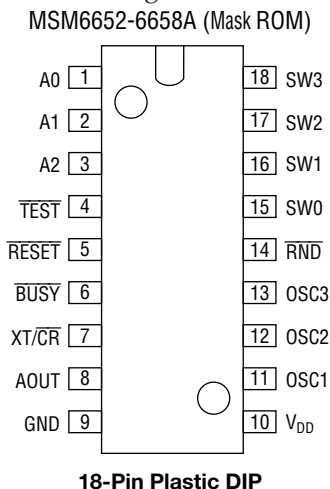 MSM6652-6658A (Mask ROM)
A0 1 18 SW3
A1 2 17 SW2
A2 3 16 SW1
TEST 4 15 SW0
RESET 5 14 RND
BUSY 6 13 OSC3
XT/CR 7 12 OSC2
AOUT 8 11 OSC1
GND 9 10 VDD
18-Pin Plastic DIP